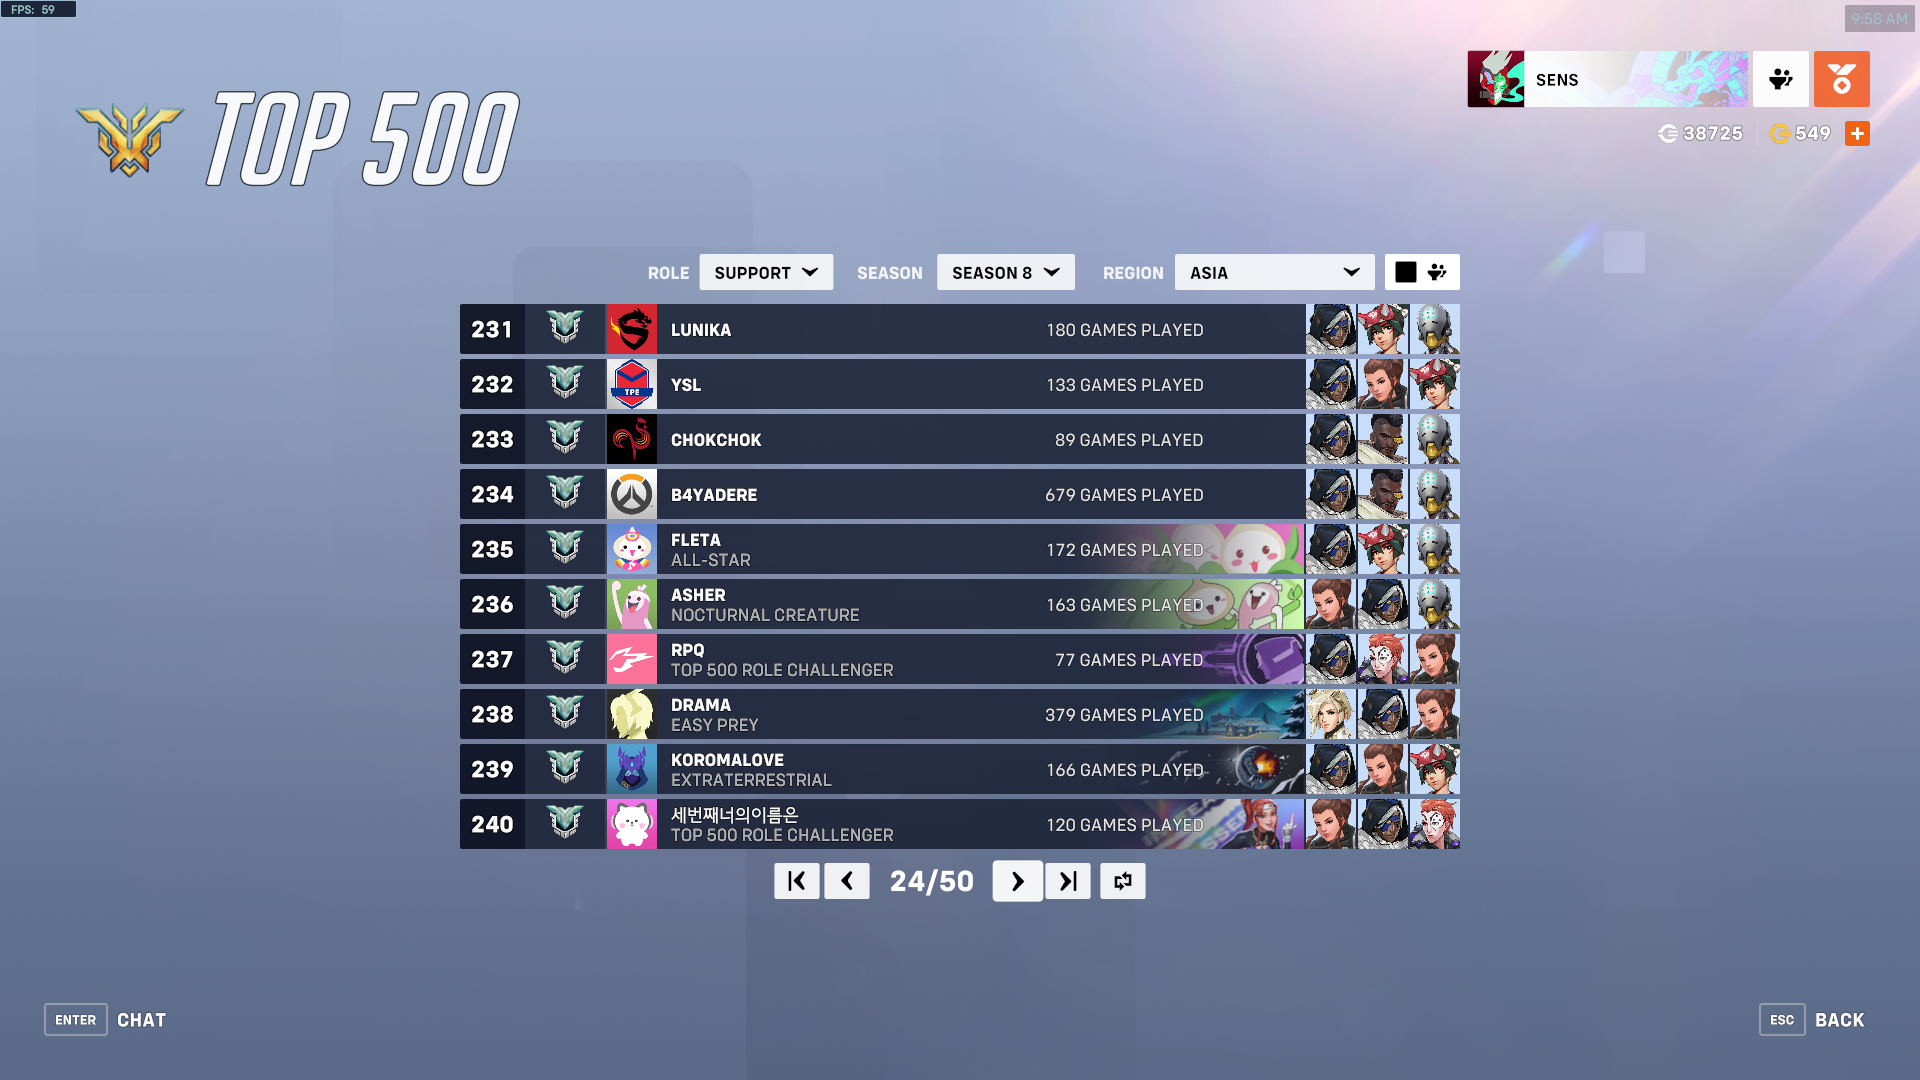 FPS: 59
9:58 AM
TOP 500
SENS
38725
549
ROLE SUPPORT SEASON SEASON 8 REGION ASIA
231 LUNIKA 180 GAMES PLAYED
232 TPE YSL 133 GAMES PLAYED
233 CHOKCHOK 89 GAMES PLAYED
234 B4YADERE 679 GAMES PLAYED
235 FLETA 172 GAMES PLAYED
ALL-STAR
236 ASHER 163 GAMES PLAYED
NOCTURNAL CREATURE
237 RPQ 77 GAMES PLAYED
TOP 500 ROLE CHALLENGER
238 DRAMA 379 GAMES PLAYED
EASY PREY
239 KOROMALOVE 166 GAMES PLAYED
EXTRATERRESTRIAL
240 세번째너의이름은 120 GAMES PLAYED
TOP 500 ROLE CHALLENGER
24/50
ENTER CHAT
ESC BACK